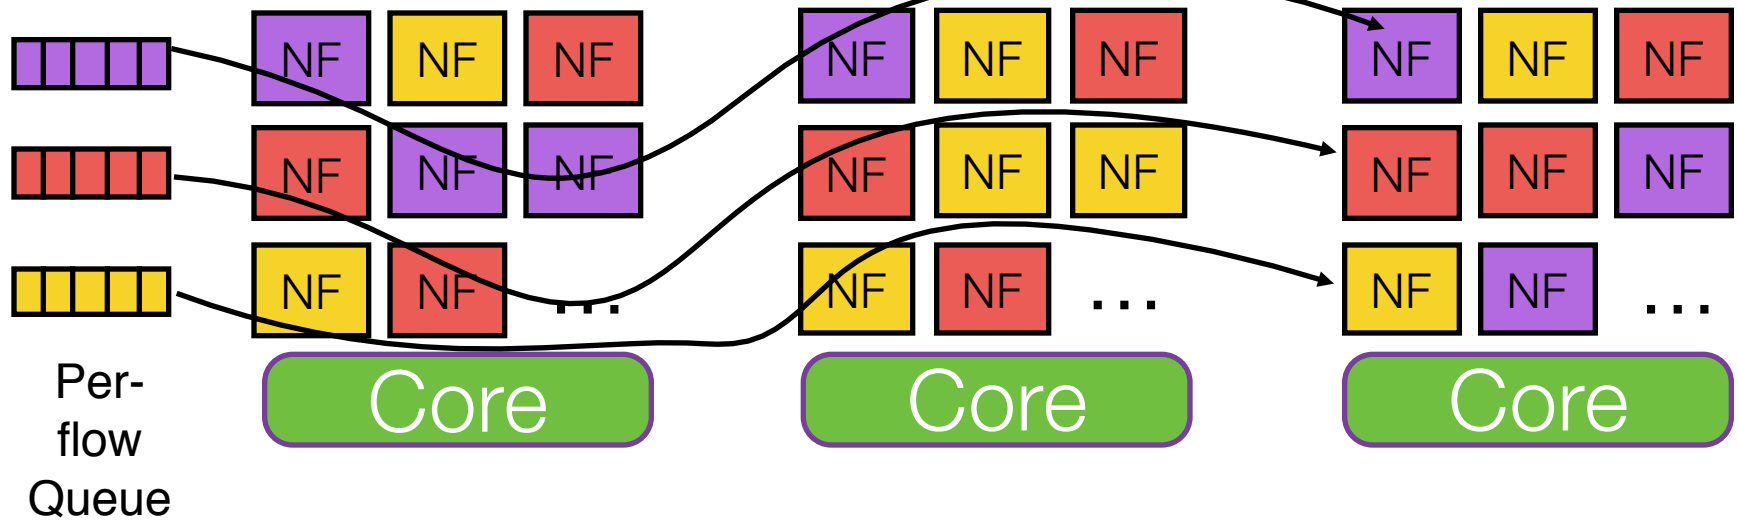 NF NF NF NF NF NF NF NF NF
NF NF NF NF NF NF NF NF NF
NF NF ... NF NF ... NF NF ...
Core Core Core
Per-
flow
Queue